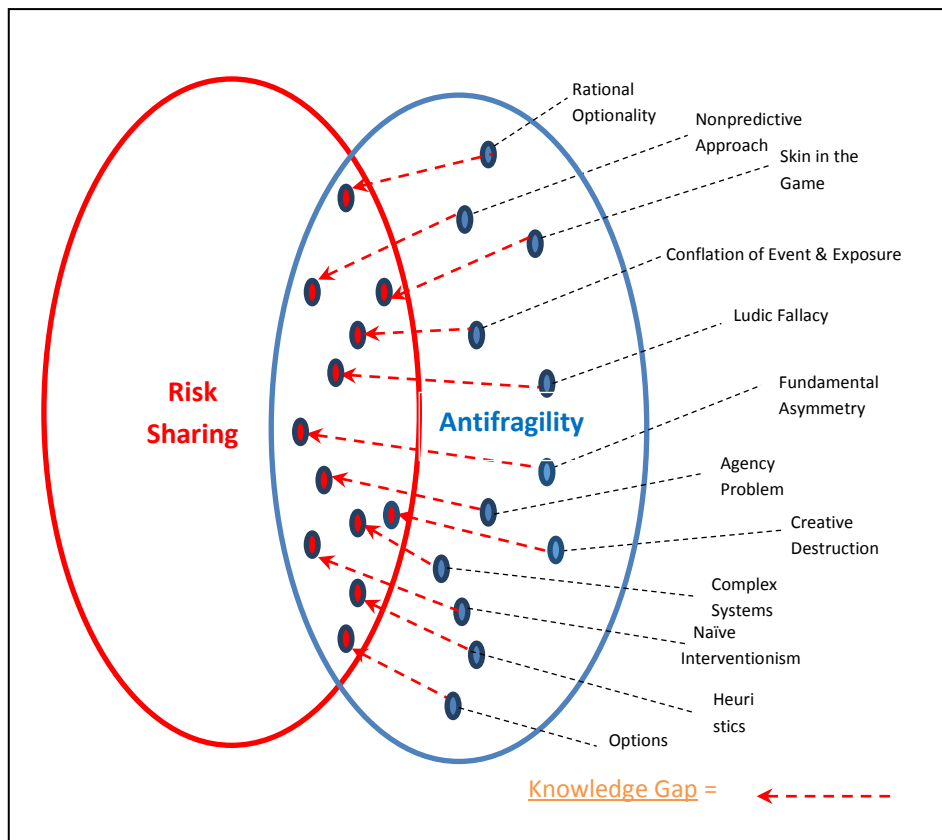 Rational
Optionality
Nonpredictive
Approach
Skin in the
Game
Conflation of Event & Exposure
Ludic Fallacy
Fundamental
Asymmetry
Risk
Sharing
Antifragility
Agency
Problem
Creative
Destruction
Complex
Systems
Naïve
Interventionism
Heuri
stics
Options
Knowledge Gap =